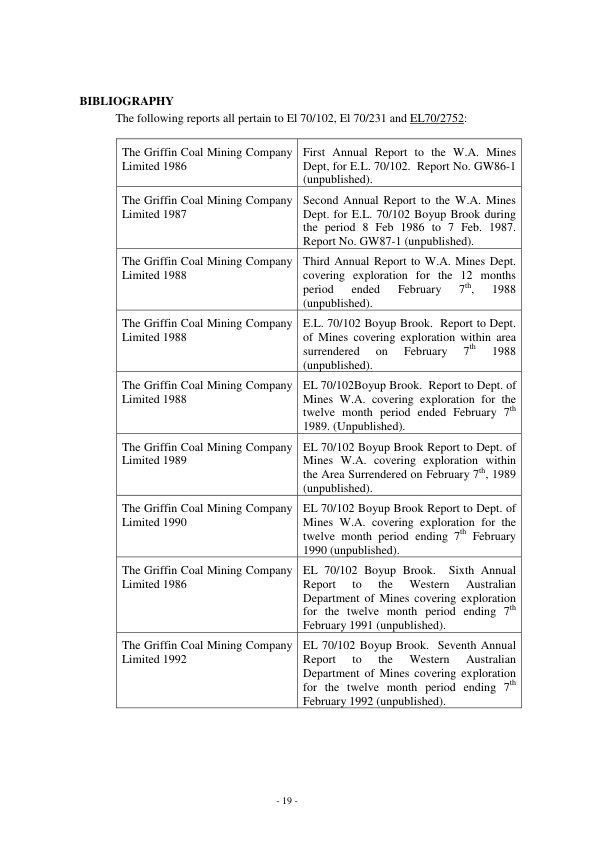 BIBLIOGRAPHY
The following reports all pertain to El 70/102, El 70/231 and EL70/2752:
The Griffin Coal Mining Company
Limited 1986
First Annual Report to the W.A. Mines
Dept, for E.L. 70/102. Report No. GW86-1
(unpublished).
The Griffin Coal Mining Company
Limited 1987
Second Annual Report to the W.A. Mines
Dept. for E.L. 70/102 Boyup Brook during
the period 8 Feb 1986 to 7 Feb. 1987.
Report No. GW87-1 (unpublished).
The Griffin Coal Mining Company
Limited 1988
Third Annual Report to W.A. Mines Dept.
covering exploration for the 12 months
period ended February 7th, 1988
(unpublished).
The Griffin Coal Mining Company
Limited 1988
E.L. 70/102 Boyup Brook. Report to Dept.
of Mines covering exploration within area
surrendered on February 7th 1988
(unpublished).
The Griffin Coal Mining Company
Limited 1988
EL 70/102Boyup Brook. Report to Dept. of
Mines W.A. covering exploration for the
twelve month period ended February 7th
1989. (Unpublished).
The Griffin Coal Mining Company
Limited 1989
EL 70/102 Boyup Brook Report to Dept. of
Mines W.A. covering exploration within
the Area Surrendered on February 7th, 1989
(unpublished).
The Griffin Coal Mining Company
Limited 1990
EL 70/102 Boyup Brook Report to Dept. of
Mines W.A. covering exploration for the
twelve month period ending 7th February
1990 (unpublished).
The Griffin Coal Mining Company
Limited 1986
EL 70/102 Boyup Brook. Sixth Annual
Report to the Western Australian
Department of Mines covering exploration
for the twelve month period ending 7th
February 1991 (unpublished).
The Griffin Coal Mining Company
Limited 1992
EL 70/102 Boyup Brook. Seventh Annual
Report to the Western Australian
Department of Mines covering exploration
for the twelve month period ending 7th
February 1992 (unpublished).
- 19 -